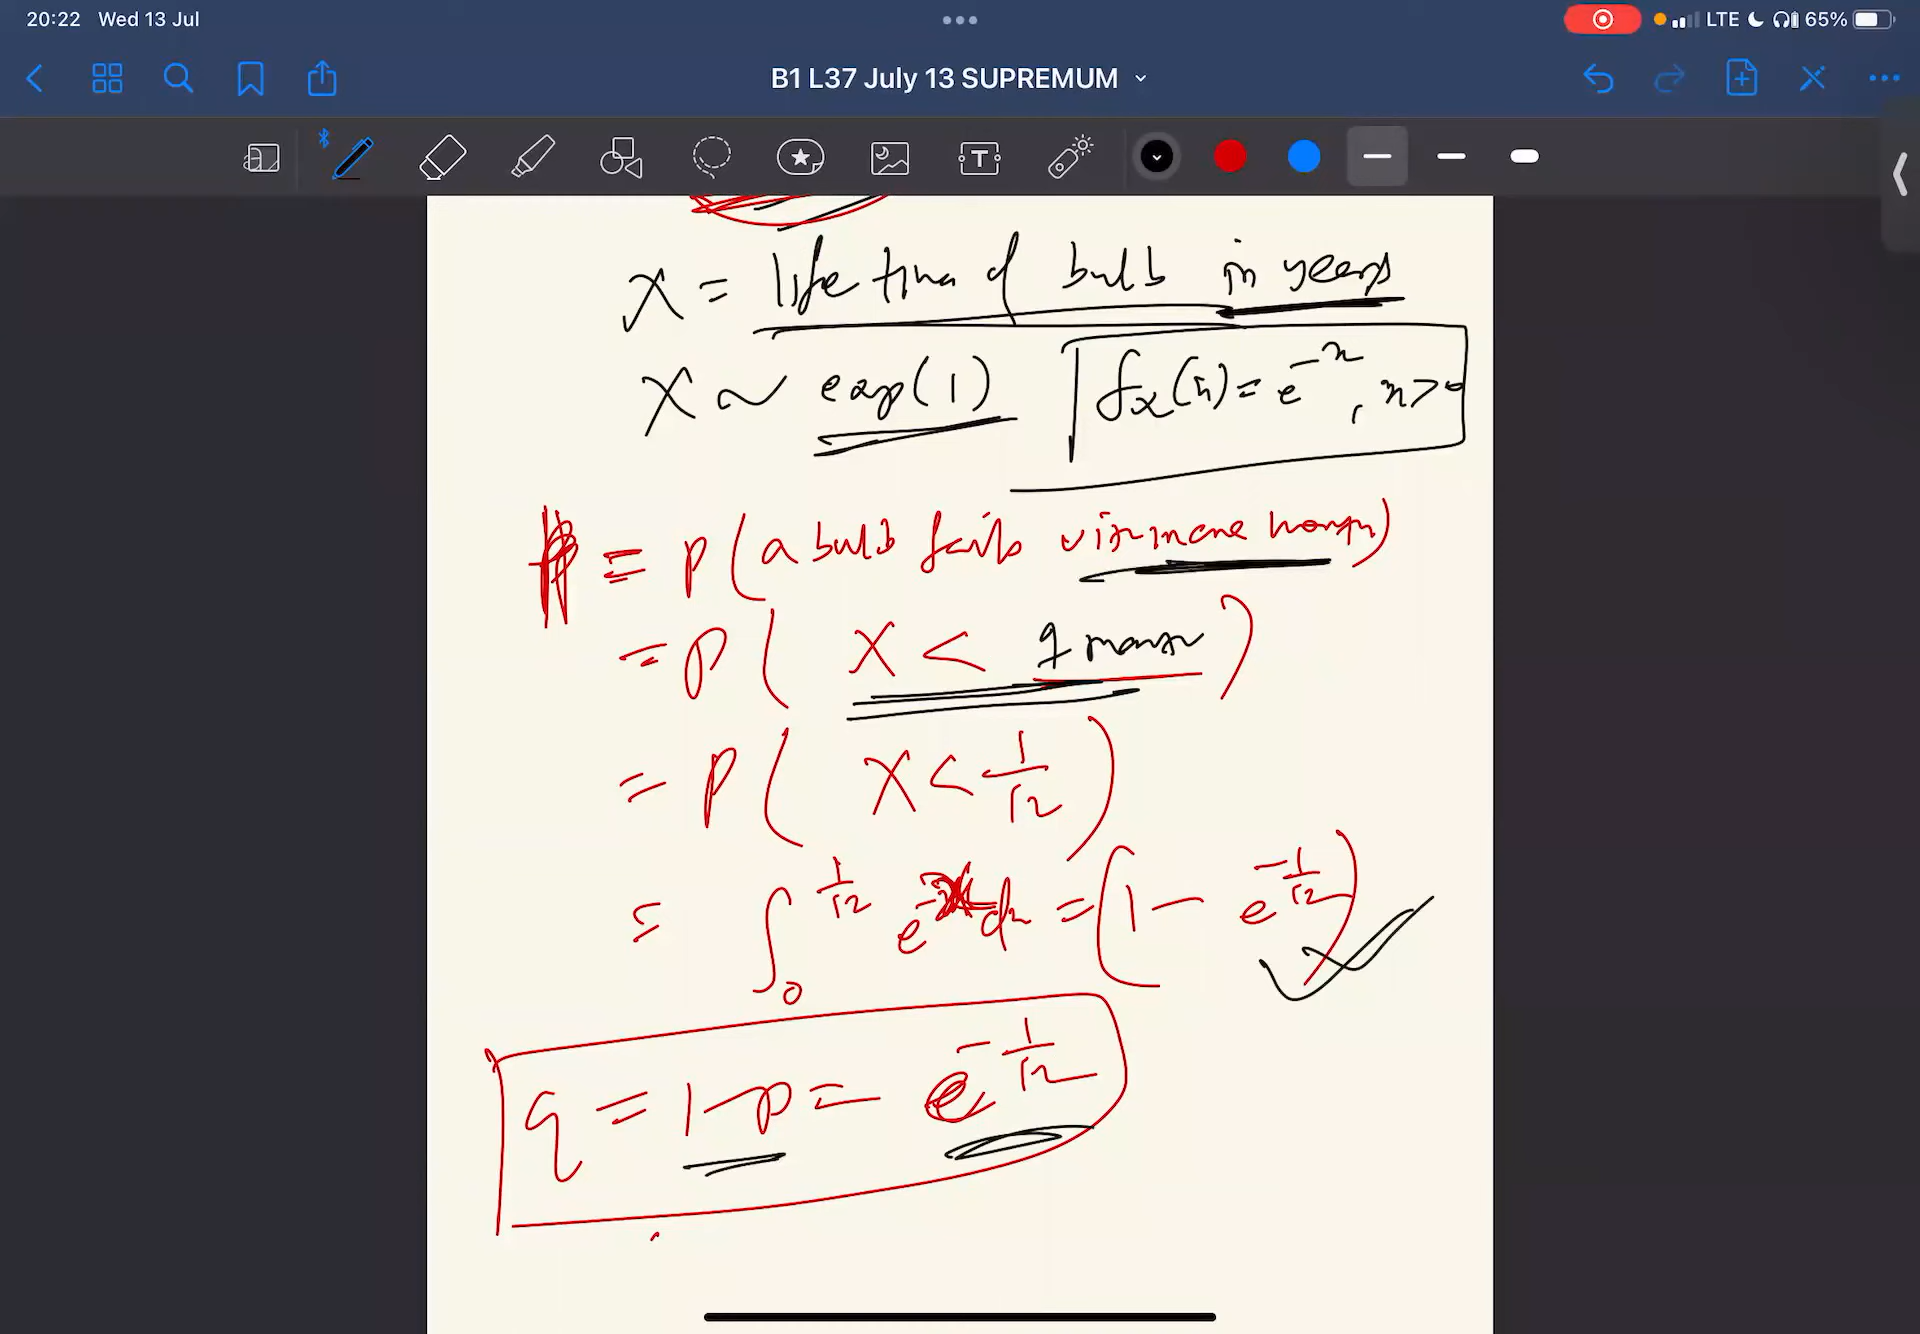 20:22 Wed 13 Jul LTE 65%
B1 L37 July 13 SUPREMUM
T
X = life time of bulb in years
X ~ exp(1) fx(x) = e^-x, x>0
p = P(a bulb fails within one month)
= P( X < 1 month )
= P( X < 1/12 )
= ∫_0^1/12 e^-x dx = (1 - e^-1/12)
q = 1-p = e^-1/12